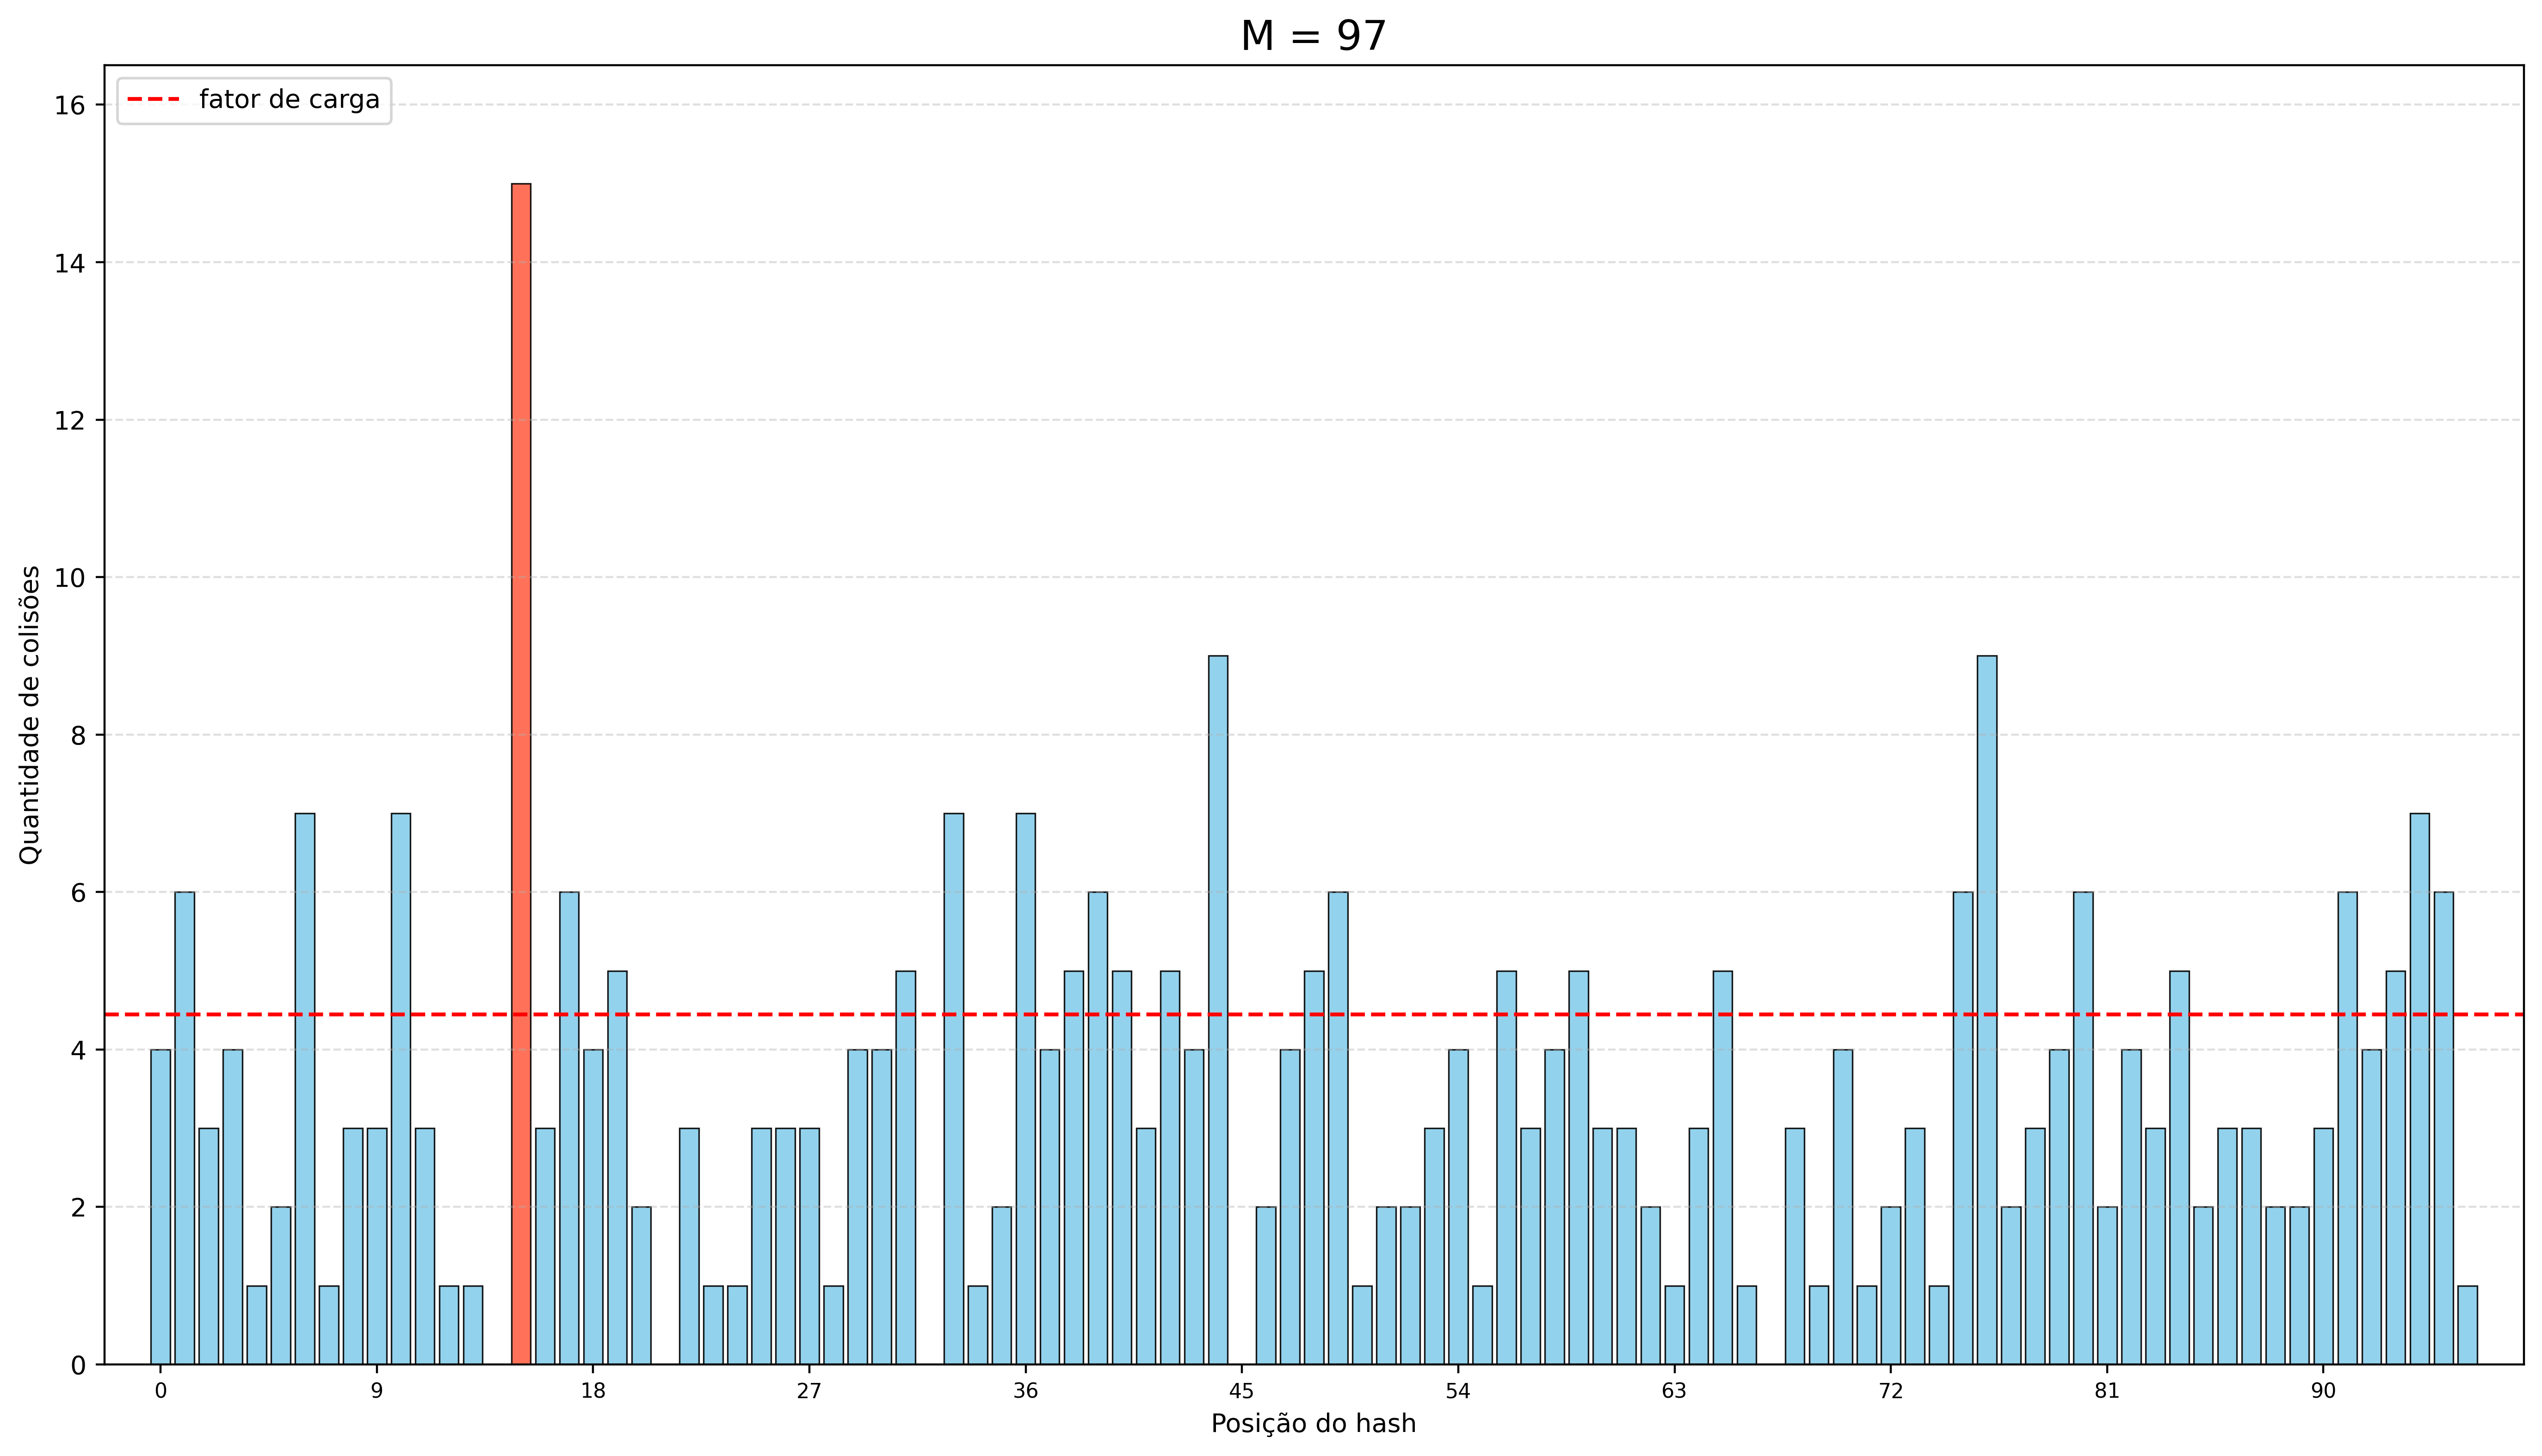 M = 97
fator de carga
16
14
12
10
8
6
4
2
0
Quantidade de colisões
0 9 18 27 36 45 54 63 72 81 90
Posição do hash